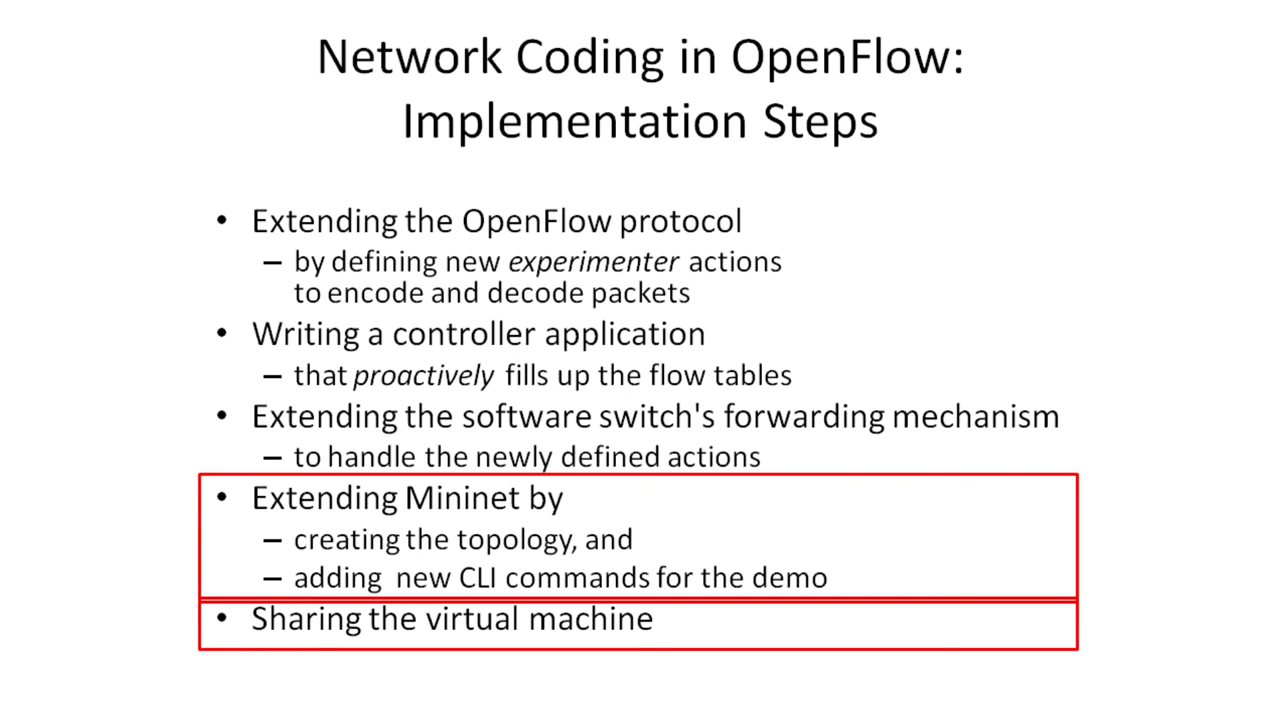 Network Coding in OpenFlow:
Implementation Steps
• Extending the OpenFlow protocol
– by defining new experimenter actions
to encode and decode packets
• Writing a controller application
– that proactively fills up the flow tables
• Extending the software switch's forwarding mechanism
– to handle the newly defined actions
• Extending Mininet by
– creating the topology, and
– adding new CLI commands for the demo
• Sharing the virtual machine